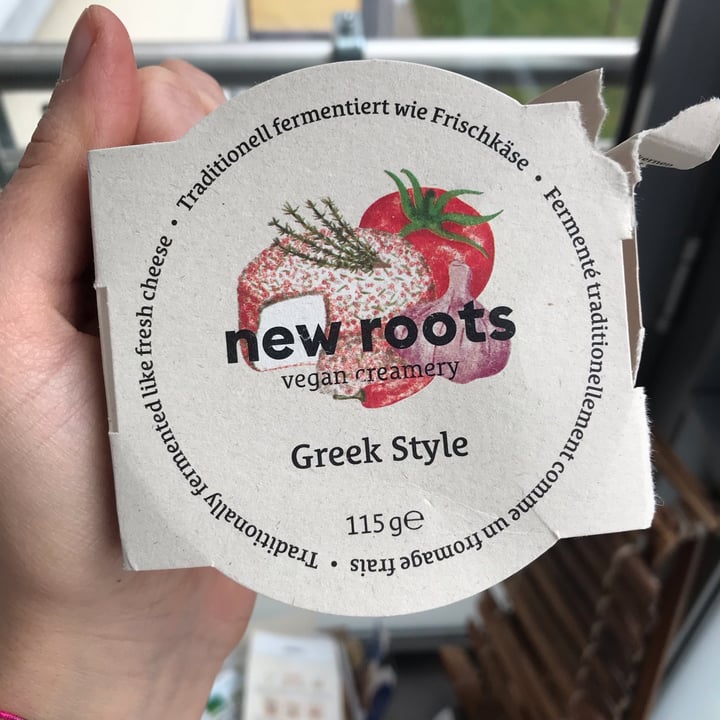 Traditionell fermentiert wie Frischkäse • Fermenté traditionellement comme un fromage frais • Traditionally fermented like fresh cheese •
new roots
vegan creamery
Greek Style
115 g℮